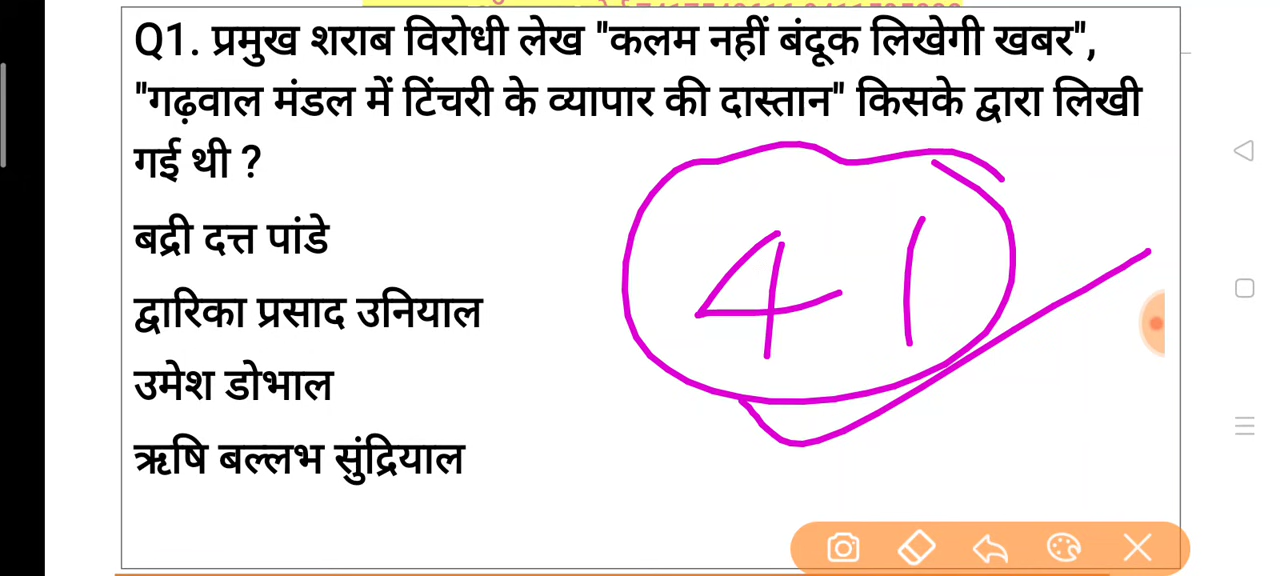 Q1. प्रमुख शराब विरोधी लेख "कलम नहीं बंदूक लिखेगी खबर",
"गढ़वाल मंडल में टिंचरी के व्यापार की दास्तान" किसके द्वारा लिखी
गई थी ?
41
बद्री दत्त पांडे
द्वारिका प्रसाद उनियाल
उमेश डोभाल
ऋषि बल्लभ सुंद्रियाल